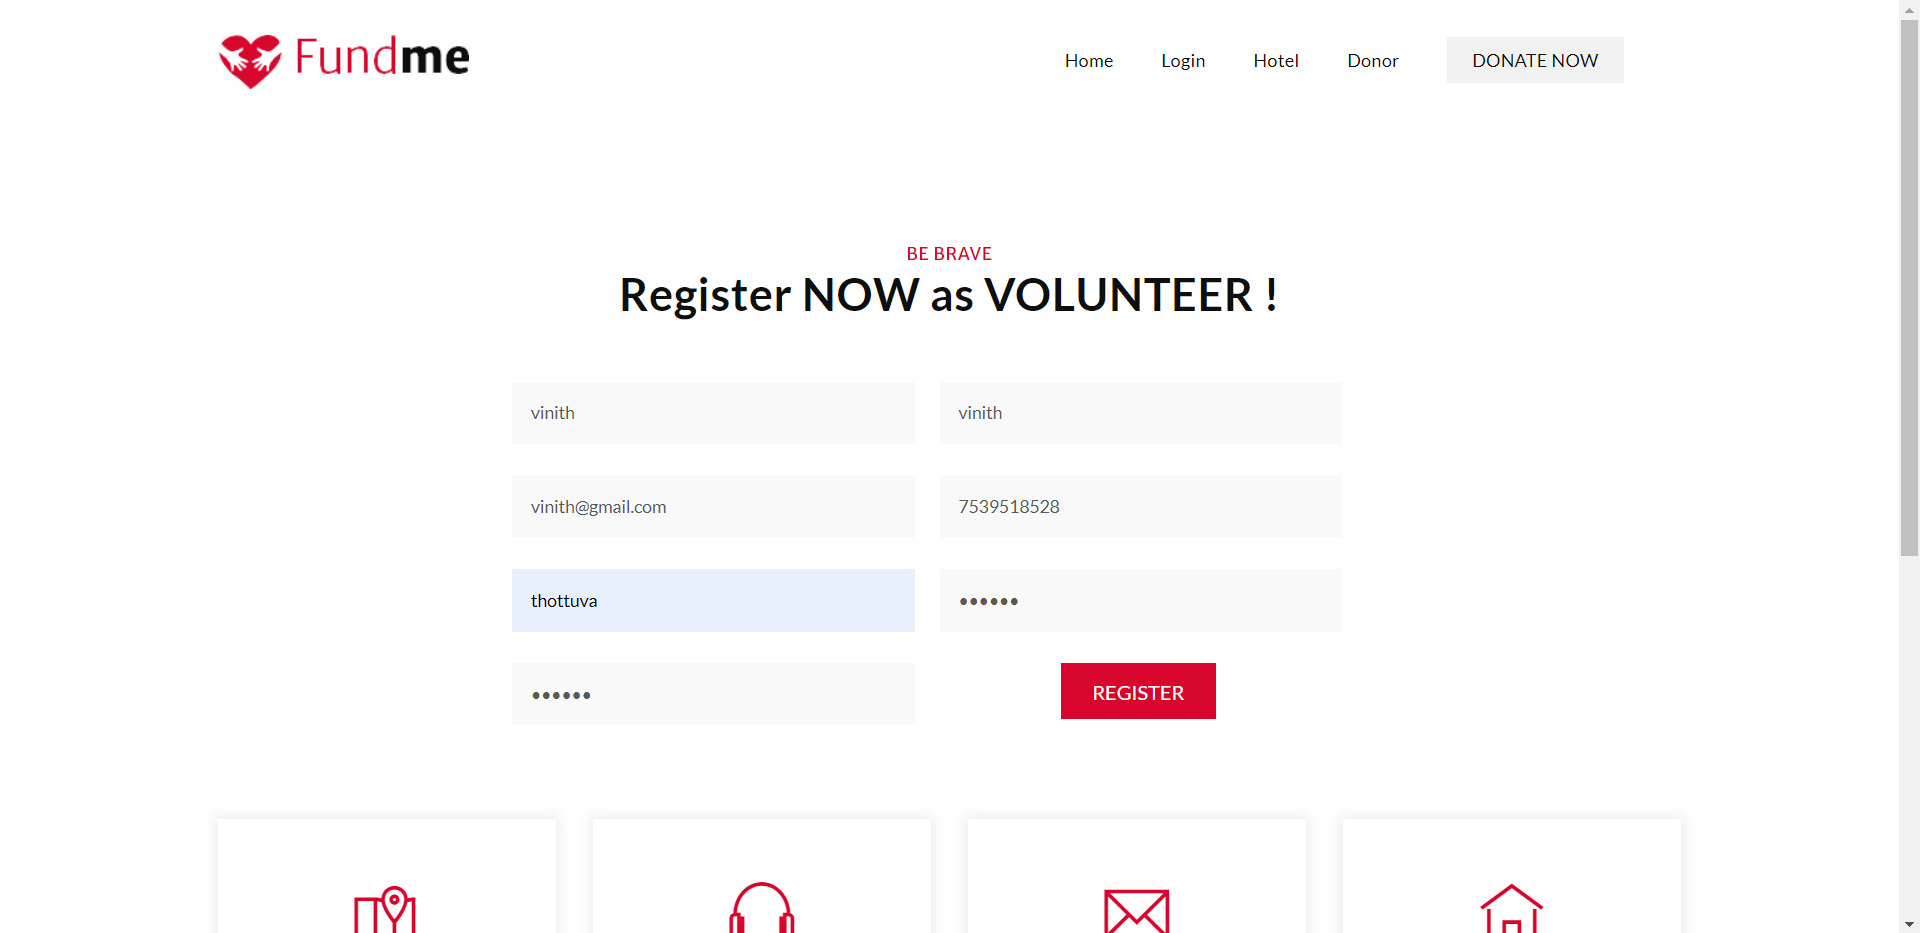 Fundme
Home Login Hotel Donor DONATE NOW
BE BRAVE
Register NOW as VOLUNTEER !
vinith vinith
vinith@gmail.com 7539518528
thottuva ••••••
•••••• REGISTER